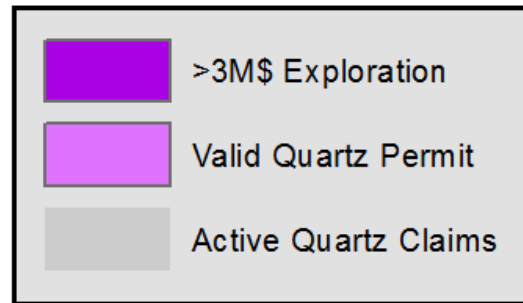 >3M$ Exploration
Valid Quartz Permit
Active Quartz Claims